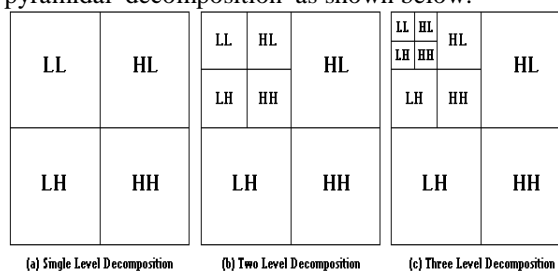 pyramidal decomposition as shown below.
LL HL LH HH
LL HL LH HH HL LH HH
LL HL LH HH HL LH HH HL LH HH
(a) Single Level Decomposition (b) Two Level Decomposition (c) Three Level Decomposition